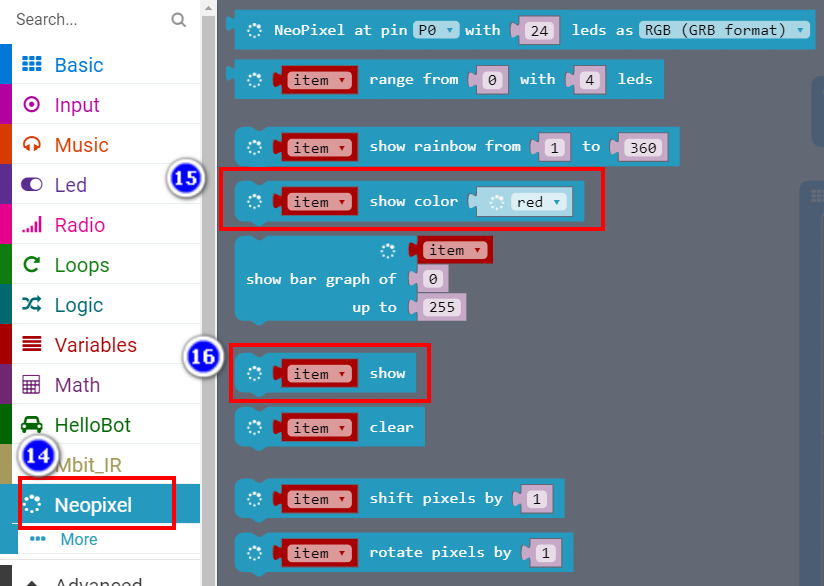 Search...
Basic
Input
Music
Led
Radio
Loops
Logic
Variables
Math
HelloBot
Mbit_IR
Neopixel
More
Advanced
14
15
16
NeoPixel at pin P0 with 24 leds as RGB (GRB format)
item range from 0 with 4 leds
item show rainbow from 1 to 360
item show color red
item
show bar graph of 0
up to 255
item show
item clear
item shift pixels by 1
item rotate pixels by 1